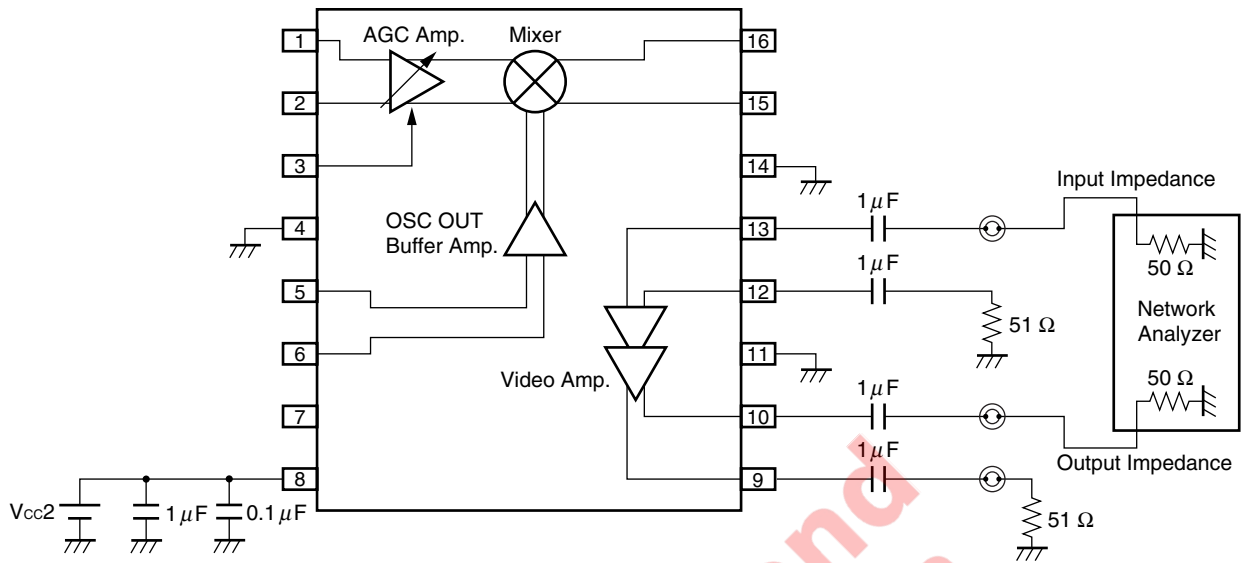 AGC Amp.
Mixer
1
16
2
15
3
14
Input Impedance
1 μF
4
OSC OUT
Buffer Amp.
13
50 Ω
1 μF
5
12
Network
Analyzer
51 Ω
6
11
Video Amp.
50 Ω
1 μF
7
10
1 μF
Output Impedance
8
9
VCC2
1 μF
0.1 μF
51 Ω